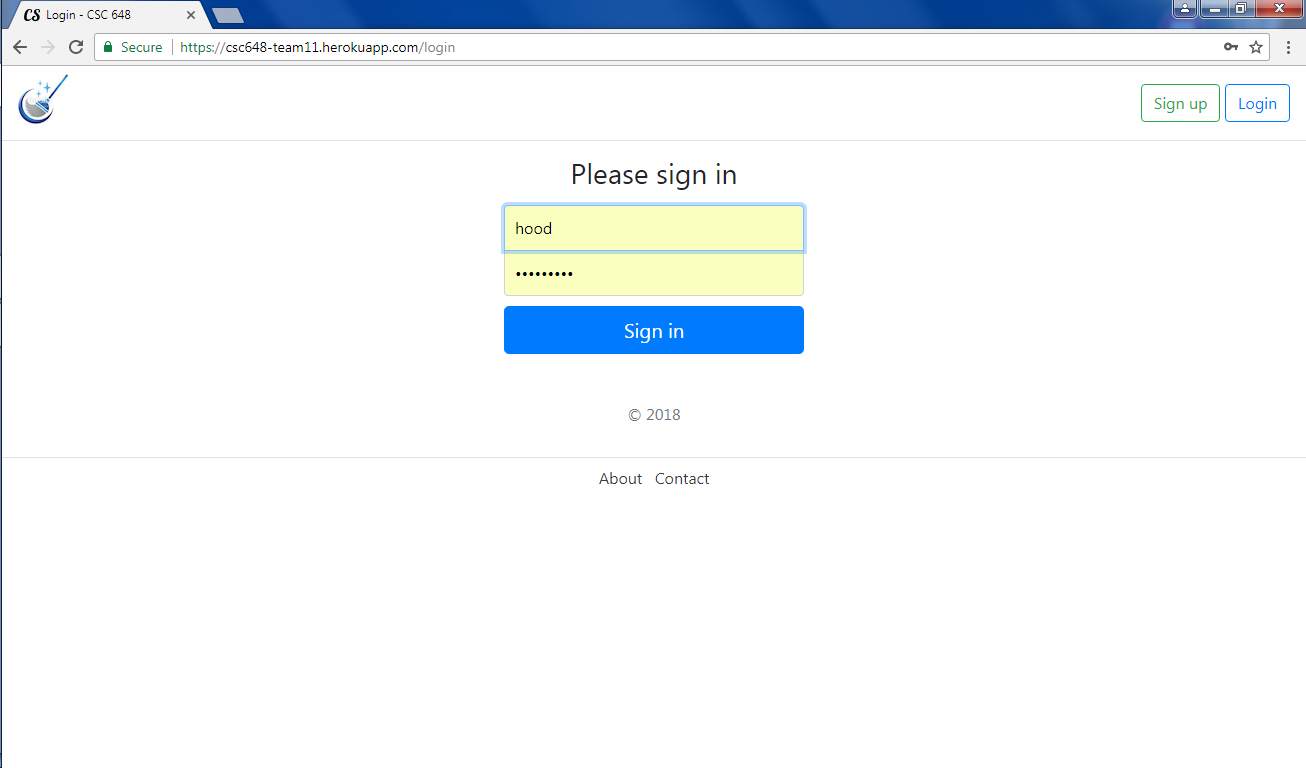 CS Login - CSC 648
Secure https://csc648-team11.herokuapp.com/login
Sign up Login
Please sign in
hood
•••••••••
Sign in
© 2018
About Contact